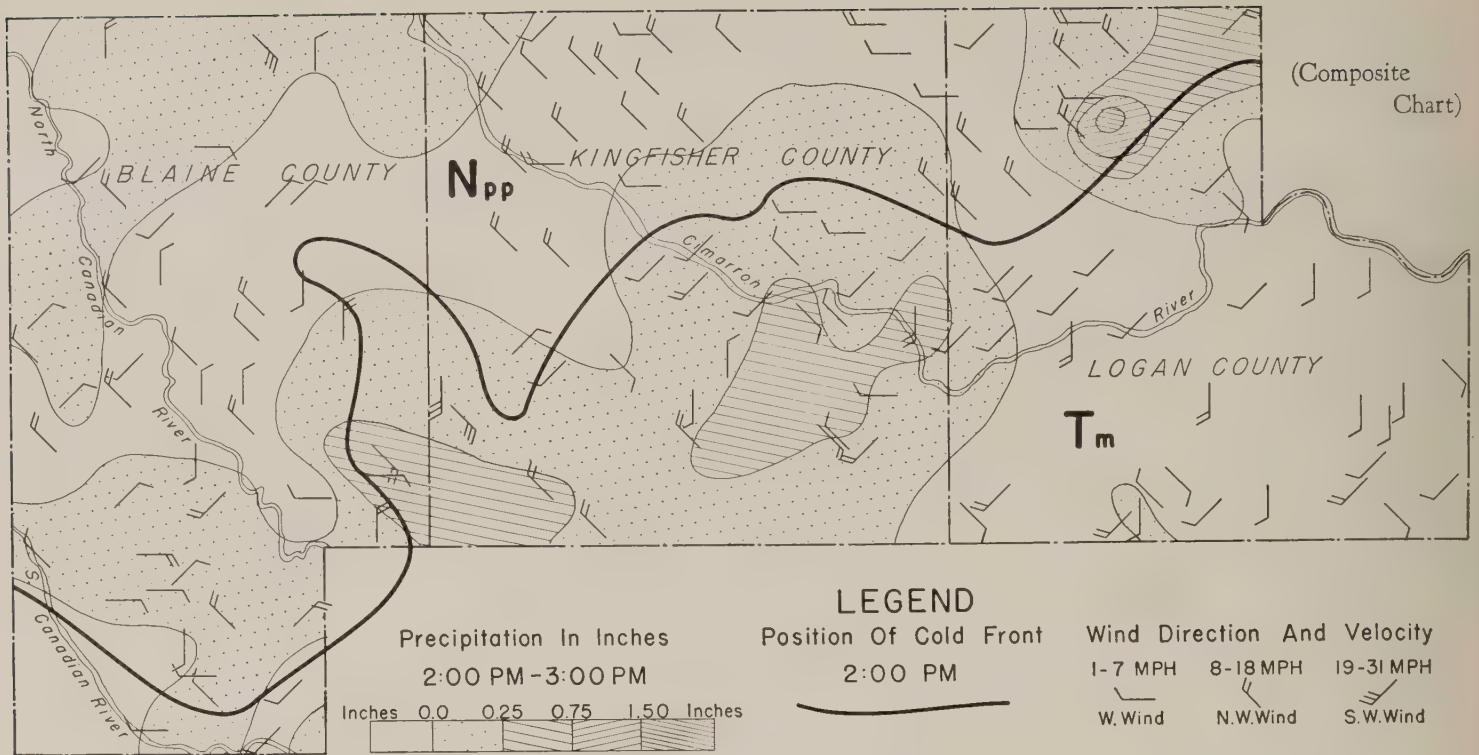 (Composite
Chart)
North
BLAINE COUNTY
Npp
KINGFISHER COUNTY
Canadian
Cimarron
River
LOGAN COUNTY
River
Tm
S.
Canadian River
LEGEND
Precipitation In Inches
2:00 PM-3:00 PM
Inches 0.0 0.25 0.75 1.50 Inches
Position Of Cold Front
2:00 PM
Wind Direction And Velocity
1-7 MPH 8-18 MPH 19-31 MPH
W. Wind N.W. Wind S.W. Wind